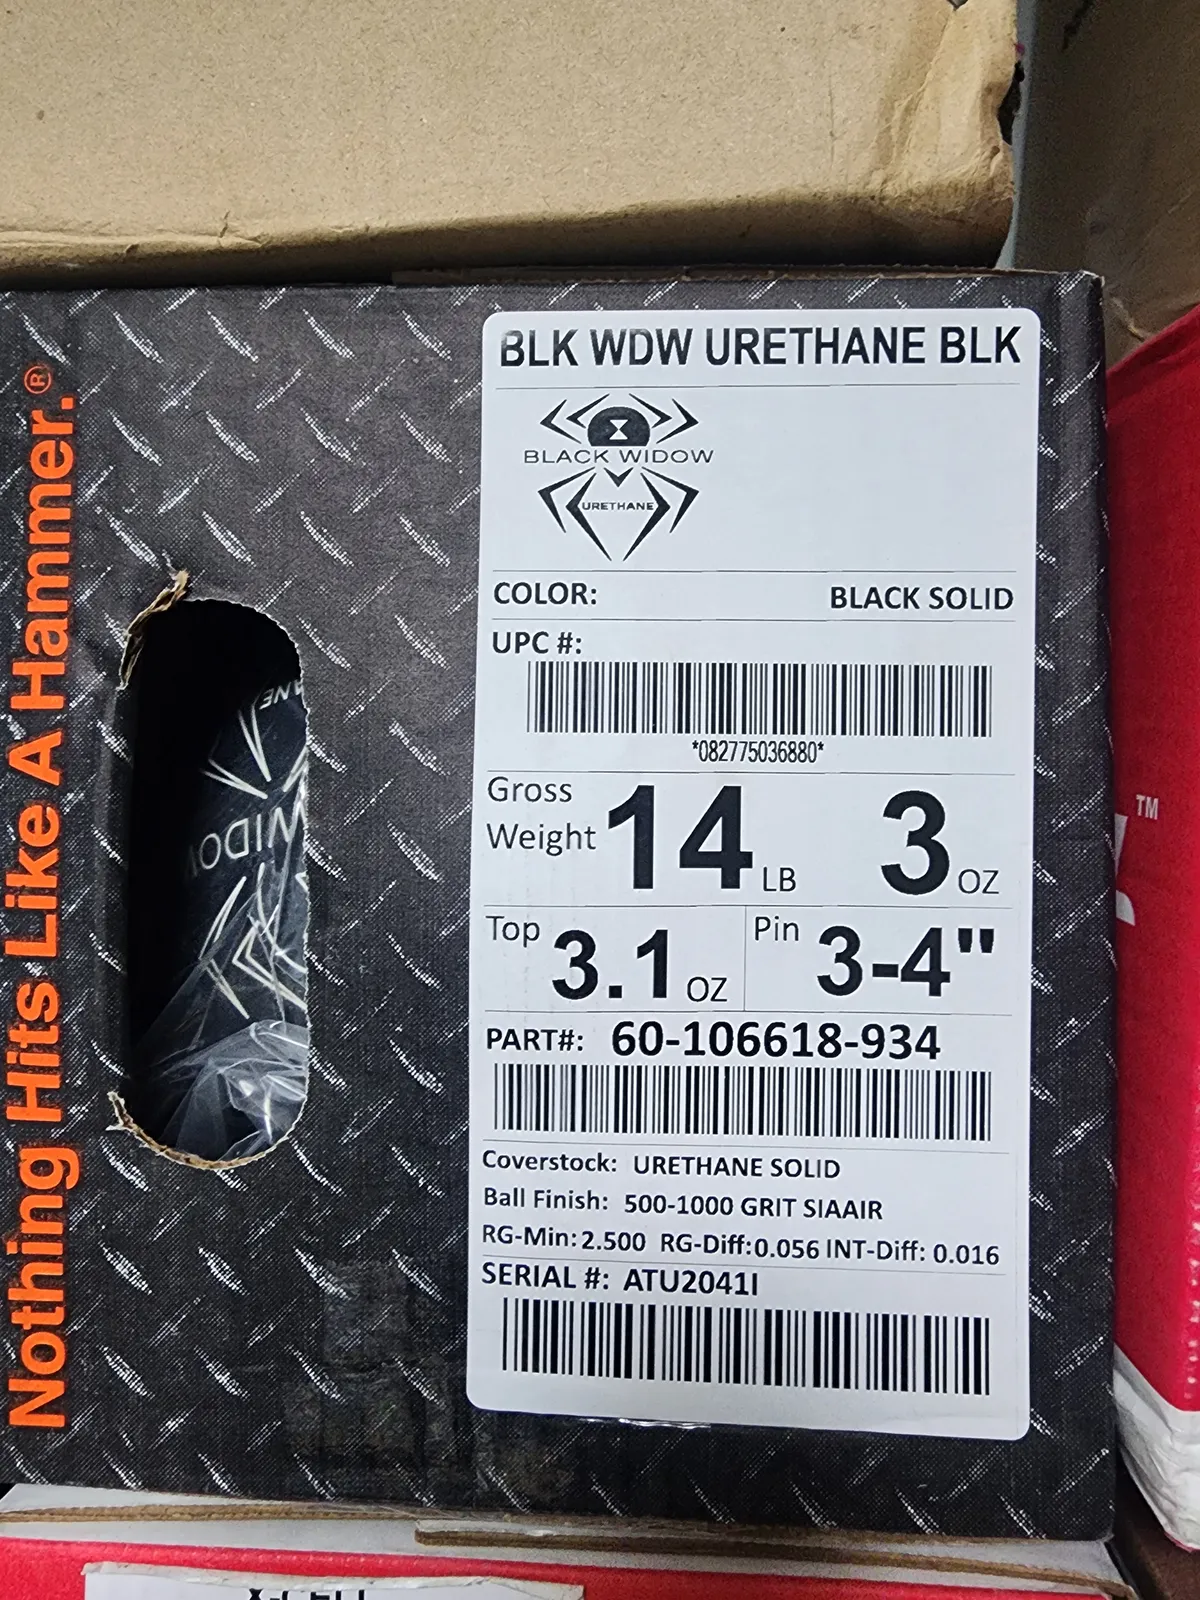 Nothing Hits Like A Hammer.®
BLK WDW URETHANE BLK
BLACK WIDOW
URETHANE
COLOR: BLACK SOLID
UPC #:
*082775036880*
Gross Weight 14 LB 3 OZ
Top 3.1 OZ Pin 3-4"
PART#: 60-106618-934
Coverstock: URETHANE SOLID
Ball Finish: 500-1000 GRIT SIAAIR
RG-Min: 2.500 RG-Diff: 0.056 INT-Diff: 0.016
SERIAL #: ATU2041I
WIDOW
TM